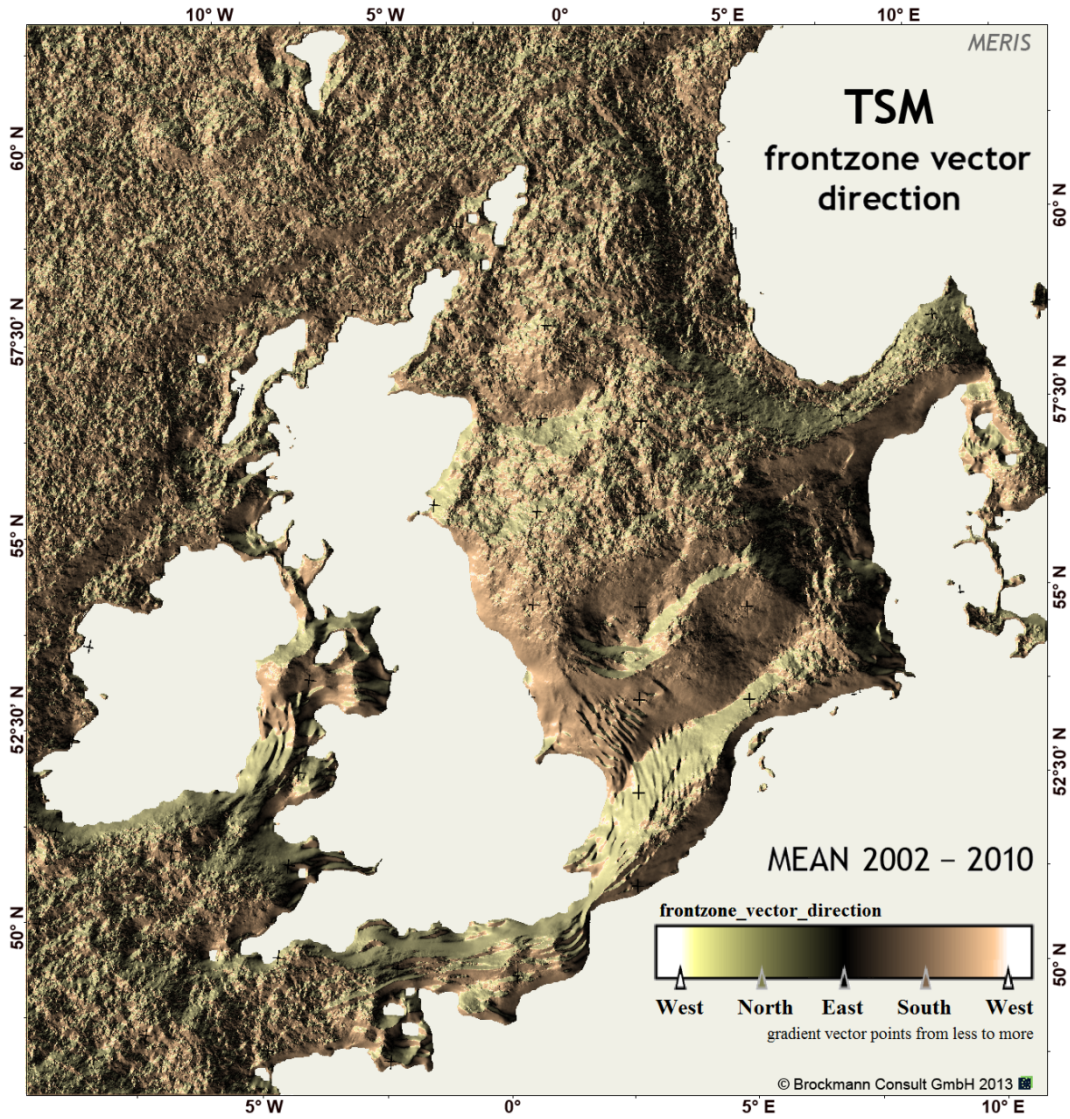 10° W 5° W 0° 5° E 10° E
MERIS
TSM
frontzone vector
direction
60° N
60° N
57°30' N
57°30' N
55° N
55° N
52°30' N
52°30' N
50° N
50° N
MEAN 2002 – 2010
frontzone_vector_direction
West North East South West
gradient vector points from less to more
© Brockmann Consult GmbH 2013
5° W 0° 5° E 10° E